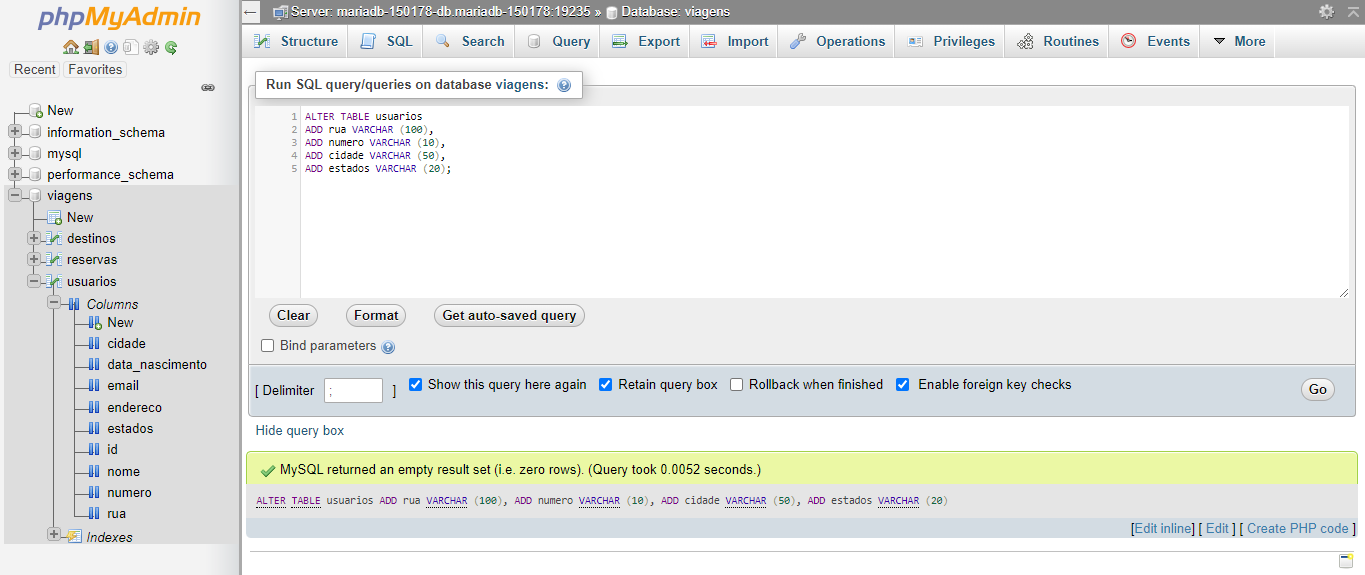 phpMyAdmin
Recent Favorites
New
information_schema
mysql
performance_schema
viagens
New
destinos
reservas
usuarios
Columns
New
cidade
data_nascimento
email
endereco
estados
id
nome
numero
rua
Indexes
Server: mariadb-150178-db.mariadb-150178:19235 » Database: viagens
Structure SQL Search Query Export Import Operations Privileges Routines Events More
Run SQL query/queries on database viagens:
1 ALTER TABLE usuarios
2 ADD rua VARCHAR (100),
3 ADD numero VARCHAR (10),
4 ADD cidade VARCHAR (50),
5 ADD estados VARCHAR (20);
Clear Format Get auto-saved query
Bind parameters
[ Delimiter ; ] Show this query here again Retain query box Rollback when finished Enable foreign key checks Go
Hide query box
MySQL returned an empty result set (i.e. zero rows). (Query took 0.0052 seconds.)
ALTER TABLE usuarios ADD rua VARCHAR (100), ADD numero VARCHAR (10), ADD cidade VARCHAR (50), ADD estados VARCHAR (20)
[Edit inline] [ Edit ] [ Create PHP code ]